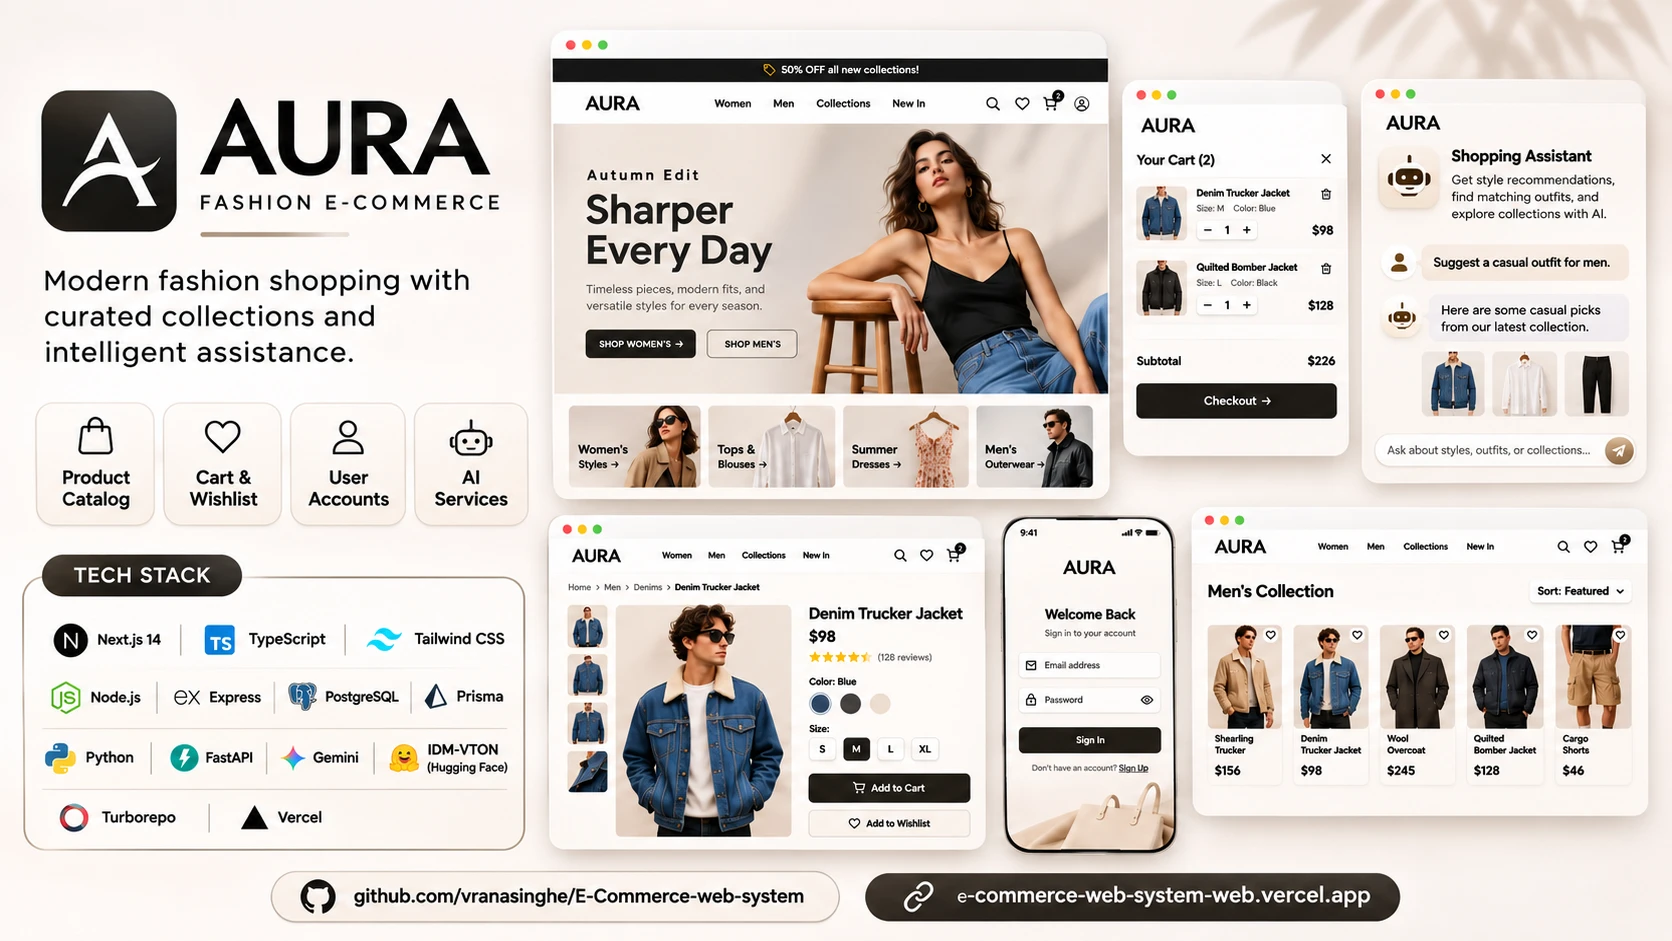 AURA
FASHION E-COMMERCE
Modern fashion shopping with
curated collections and
intelligent assistance.
Product
Catalog
Cart &
Wishlist
User
Accounts
AI
Services
TECH STACK
Next.js 14
TS TypeScript
Tailwind CSS
Node.js
ex Express
PostgreSQL
Prisma
Python
FastAPI
Gemini
IDM-VTON
(Hugging Face)
Turborepo
Vercel
50% OFF all new collections!
AURA Women Men Collections New In 2
Autumn Edit
Sharper
Every Day
Timeless pieces, modern fits, and
versatile styles for every season.
SHOP WOMEN'S →
SHOP MEN'S
Women's
Styles →
Tops &
Blouses →
Summer
Dresses →
Men's
Outerwear →
AURA
Your Cart (2)
Denim Trucker Jacket
Size: M Color: Blue
− 1 + $98
Quilted Bomber Jacket
Size: L Color: Black
− 1 + $128
Subtotal $226
Checkout →
AURA
Shopping Assistant
Get style recommendations,
find matching outfits, and
explore collections with AI.
Suggest a casual outfit for men.
Here are some casual picks
from our latest collection.
Ask about styles, outfits, or collections...
AURA Women Men Collections New In 2
Home > Men > Denims > Denim Trucker Jacket
Denim Trucker Jacket
$98
(128 reviews)
Color: Blue
Size:
S M L XL
Add to Cart
Add to Wishlist
9:41
AURA
Welcome Back
Sign in to your account
Email address
Password
Sign In
Don't have an account? Sign Up
AURA Women Men Collections New In 2
Men's Collection
Sort: Featured
Shearling
Trucker
$156
Denim
Trucker Jacket
$98
Wool
Overcoat
$245
Quilted
Bomber Jacket
$128
Cargo
Shorts
$46
github.com/vranasinghe/E-Commerce-web-system
e-commerce-web-system-web.vercel.app